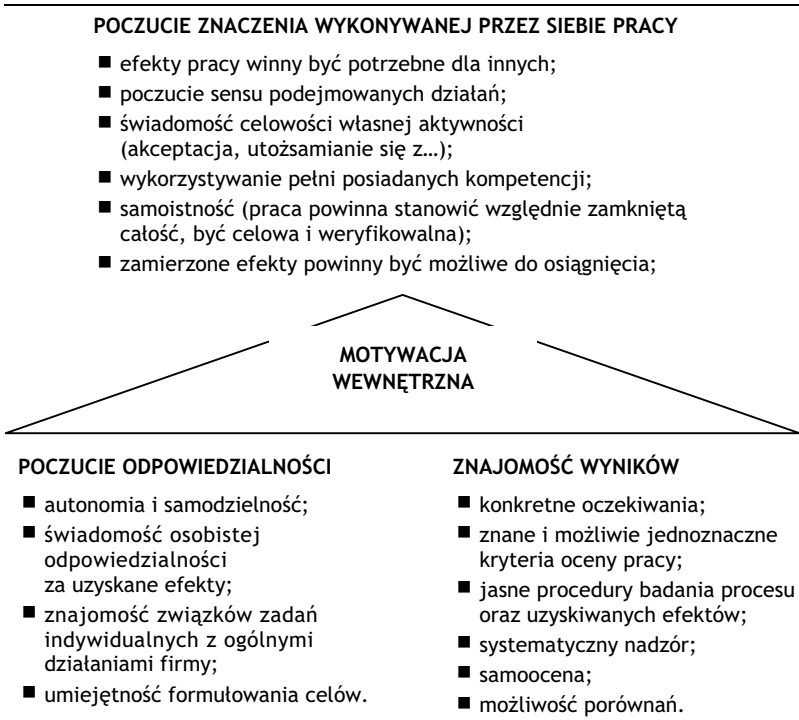 POCZUCIE ZNACZENIA WYKONYWANEJ PRZEZ SIEBIE PRACY
■ efekty pracy winny być potrzebne dla innych;
■ poczucie sensu podejmowanych działań;
■ świadomość celowości własnej aktywności
(akceptacja, utożsamianie się z…);
■ wykorzystywanie pełni posiadanych kompetencji;
■ samoistność (praca powinna stanowić względnie zamkniętą
całość, być celowa i weryfikowalna);
■ zamierzone efekty powinny być możliwe do osiągnięcia;
MOTYWACJA
WEWNĘTRZNA
POCZUCIE ODPOWIEDZIALNOŚCI
■ autonomia i samodzielność;
■ świadomość osobistej
odpowiedzialności
za uzyskane efekty;
■ znajomość związków zadań
indywidualnych z ogólnymi
działaniami firmy;
■ umiejętność formułowania celów.
ZNAJOMOŚĆ WYNIKÓW
■ konkretne oczekiwania;
■ znane i możliwie jednoznaczne
kryteria oceny pracy;
■ jasne procedury badania procesu
oraz uzyskiwanych efektów;
■ systematyczny nadzór;
■ samoocena;
■ możliwość porównań.